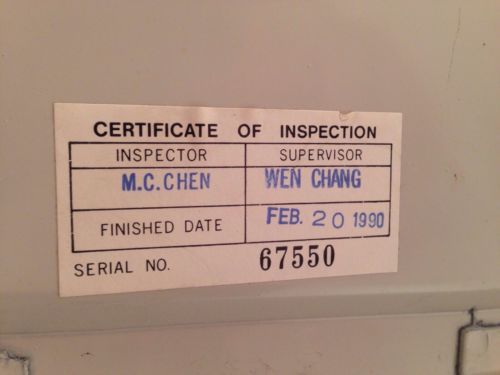 CERTIFICATE OF INSPECTION
INSPECTOR SUPERVISOR
M.C.CHEN WEN CHANG
FINISHED DATE FEB. 20 1990
SERIAL NO. 67550